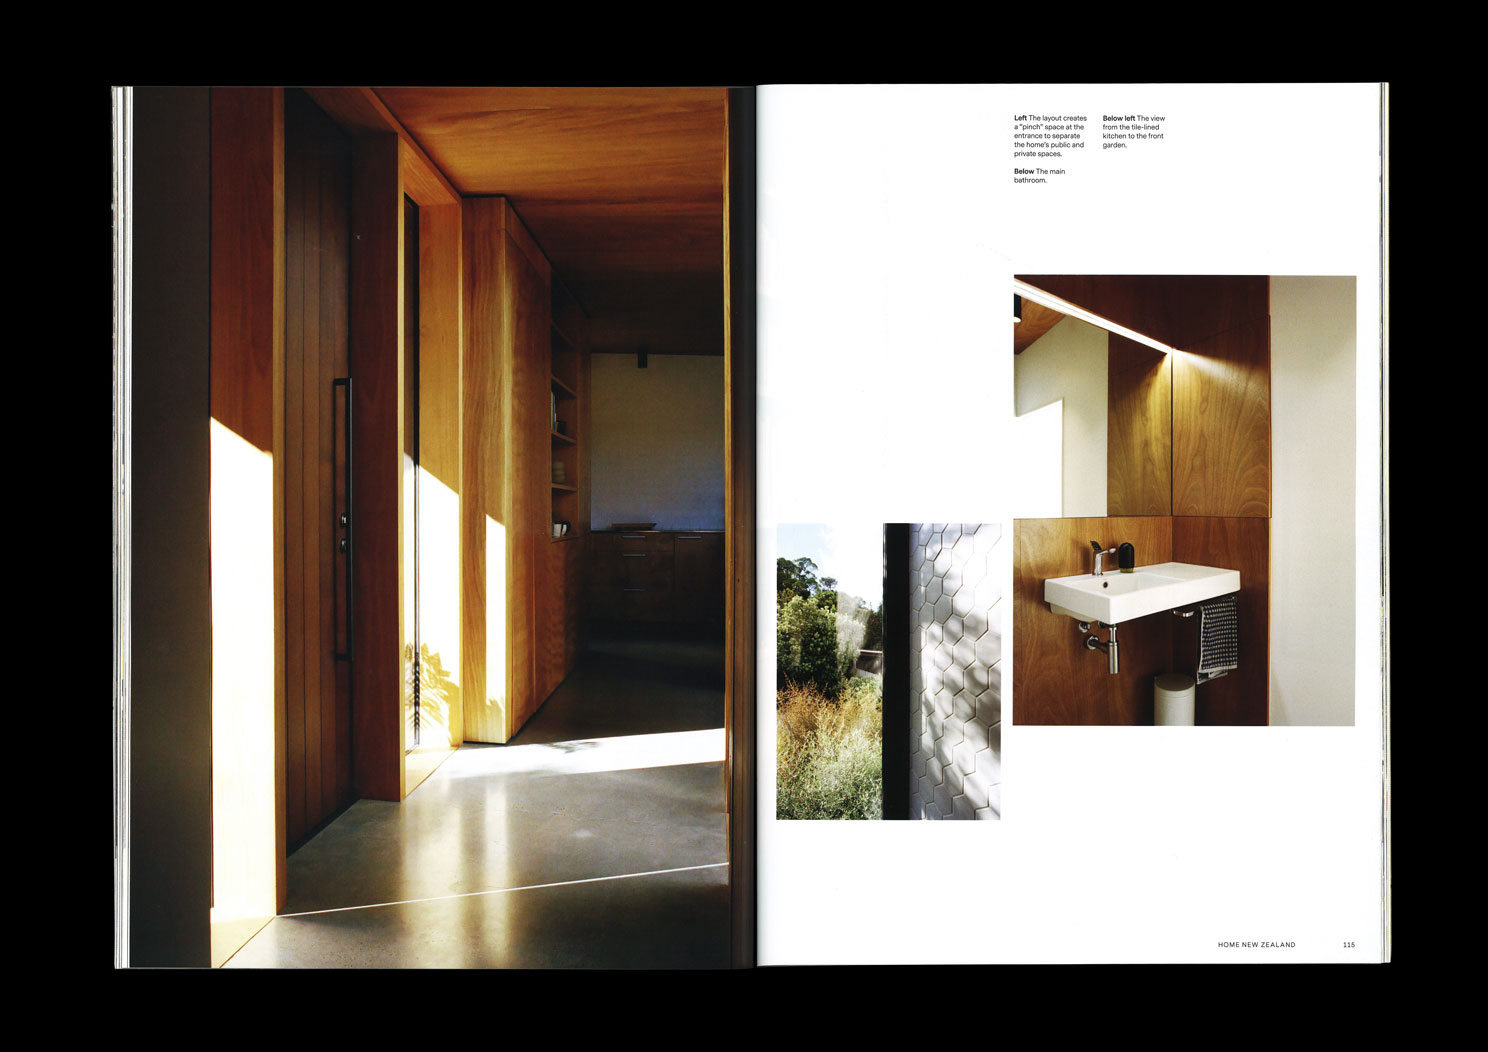 Left The layout creates
a "pinch" space at the
entrance to separate
the home's public and
private spaces.
Below The main
bathroom.
Below left The view
from the tile-lined
kitchen to the front
garden.
HOME NEW ZEALAND
115